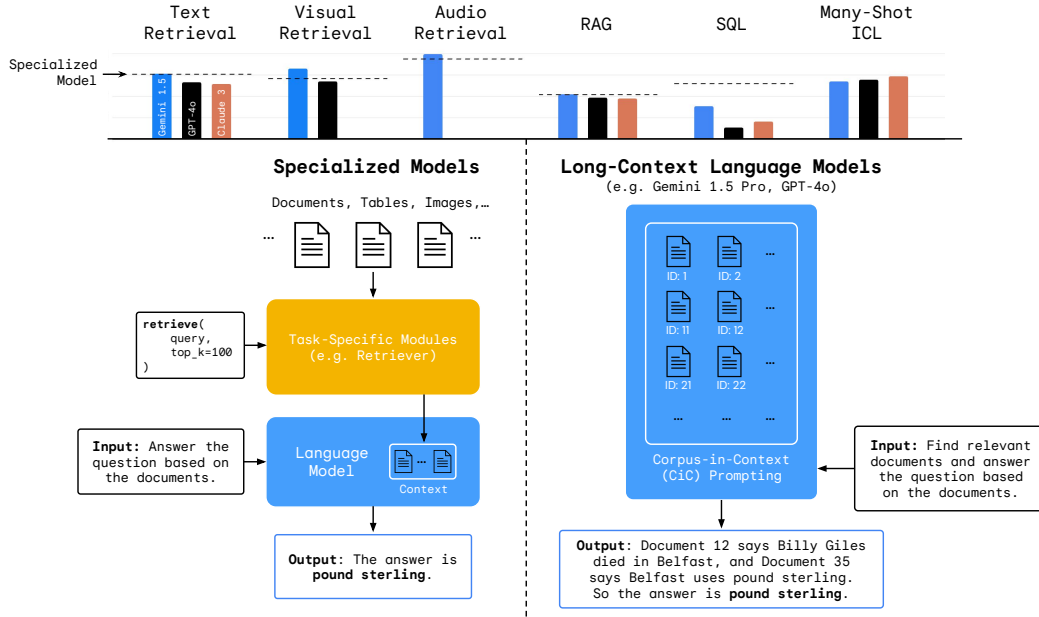 Text
Retrieval
Visual
Retrieval
Audio
Retrieval
RAG
SQL
Many-Shot
ICL
Specialized
Model
Gemini 1.5
GPT-4o
Claude 3
Specialized Models
Documents, Tables, Images,…
… …
retrieve(
query,
top_k=100
)
Task-Specific Modules
(e.g. Retriever)
Input: Answer the
question based on
the documents.
Language
Model
…
Context
Output: The answer is
pound sterling.
Long-Context Language Models
(e.g. Gemini 1.5 Pro, GPT-4o)
…
ID: 1 ID: 2
…
ID: 11 ID: 12
…
ID: 21 ID: 22
… … …
Corpus-in-Context
(CiC) Prompting
Input: Find relevant
documents and answer
the question based
on the documents.
Output: Document 12 says Billy Giles
died in Belfast, and Document 35
says Belfast uses pound sterling.
So the answer is pound sterling.